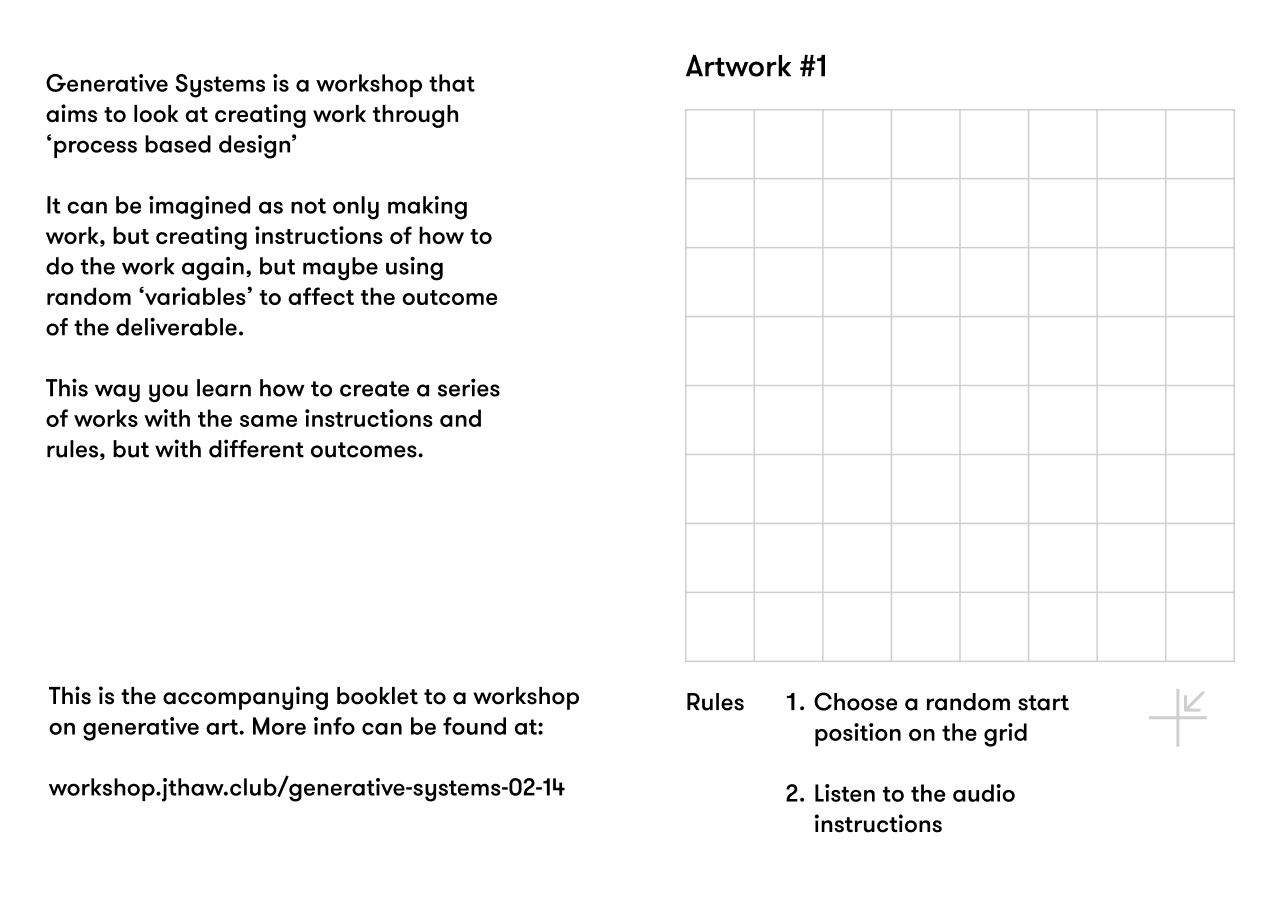 Generative Systems is a workshop that
aims to look at creating work through
‘process based design’
It can be imagined as not only making
work, but creating instructions of how to
do the work again, but maybe using
random ‘variables’ to affect the outcome
of the deliverable.
This way you learn how to create a series
of works with the same instructions and
rules, but with different outcomes.
This is the accompanying booklet to a workshop
on generative art. More info can be found at:
workshop.jthaw.club/generative-systems-02-14
Artwork #1
Rules
1. Choose a random start
position on the grid
2. Listen to the audio
instructions